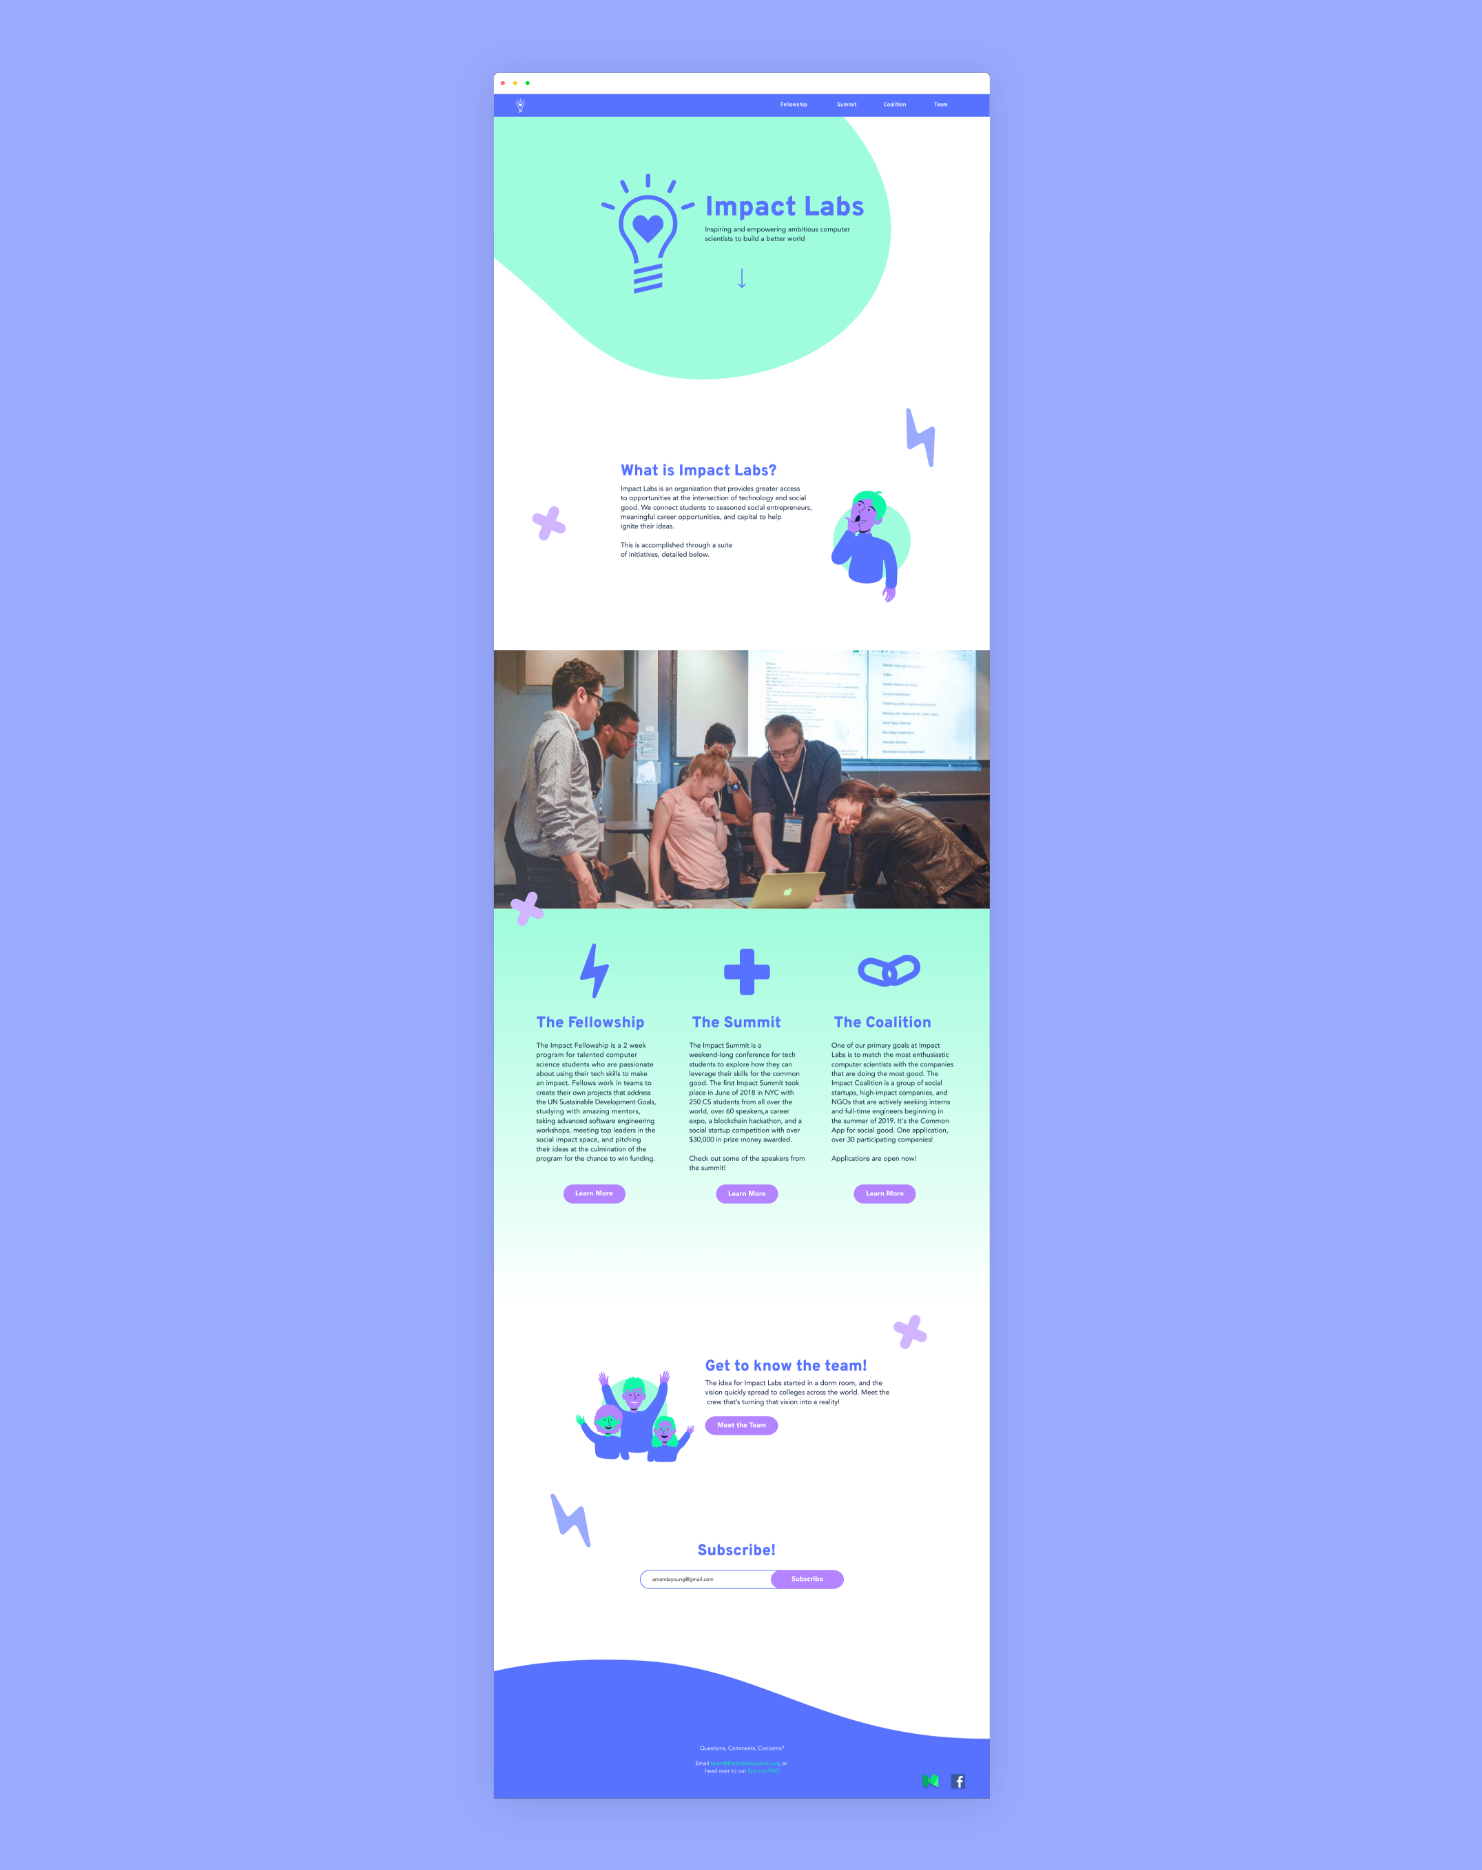 Fellowship Summit Coalition Team
Impact Labs
Inspiring and empowering ambitious computer
scientists to build a better world
What is Impact Labs?
Impact Labs is an organization that provides greater access
to opportunities at the intersection of technology and social
good. We connect students to seasoned social entrepreneurs,
meaningful career opportunities, and capital to help
ignite their ideas.
This is accomplished through a suite
of initiatives, detailed below.
The Fellowship
The Impact Fellowship is a 2 week
program for talented computer
science students who are passionate
about using their tech skills to make
an impact. Fellows work in teams to
create their own projects that address
the UN Sustainable Development Goals,
studying with amazing mentors,
taking advanced software engineering
workshops, meeting top leaders in the
social impact space, and pitching
their ideas at the culmination of the
program for the chance to win funding.
Learn More
The Summit
The Impact Summit is a
weekend-long conference for tech
students to explore how they can
leverage their skills for the common
good. The first Impact Summit took
place in June of 2018 in NYC with
250 CS students from all over the
world, over 60 speakers,a career
expo, a blockchain hackathon, and a
social startup competition with over
$30,000 in prize money awarded.
Check out some of the speakers from
the summit!
Learn More
The Coalition
One of our primary goals at Impact
Labs is to match the most enthusiastic
computer scientists with the companies
that are doing the most good. The
Impact Coalition is a group of social
startups, high-impact companies, and
NGOs that are actively seeking interns
and full-time engineers beginning in
the summer of 2019. It's the Common
App for social good. One application,
over 30 participating companies!
Applications are open now!
Learn More
Get to know the team!
The idea for Impact Labs started in a dorm room, and the
vision quickly spread to colleges across the world. Meet the
crew that's turning that vision into a reality!
Meet the Team
Subscribe!
amandayoung@gmail.com
Subscribe
Questions, Comments, Concerns?
Email team@theimpactsummit.org or
head over to our Summit FAQ